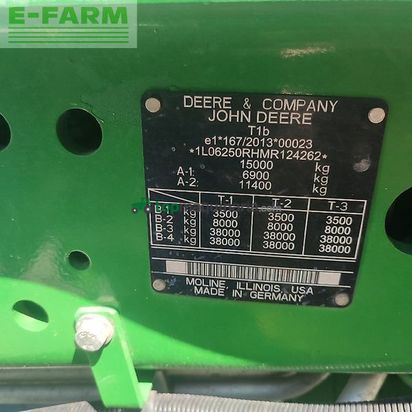 E-FARM
DEERE & COMPANY
JOHN DEERE
T1b
e1*167/2013*00023
*1L06250RHMR124262*
15000 kg
A-1: 6900 kg
A-2: 11400 kg
T-1 T-2 T-3
B-1 kg 3500 3500 3500
B-2 kg 8000 8000 8000
B-3 kg 38000 38000 38000
B-4 kg 38000 38000 38000
MOLINE, ILLINOIS, USA
MADE IN GERMANY